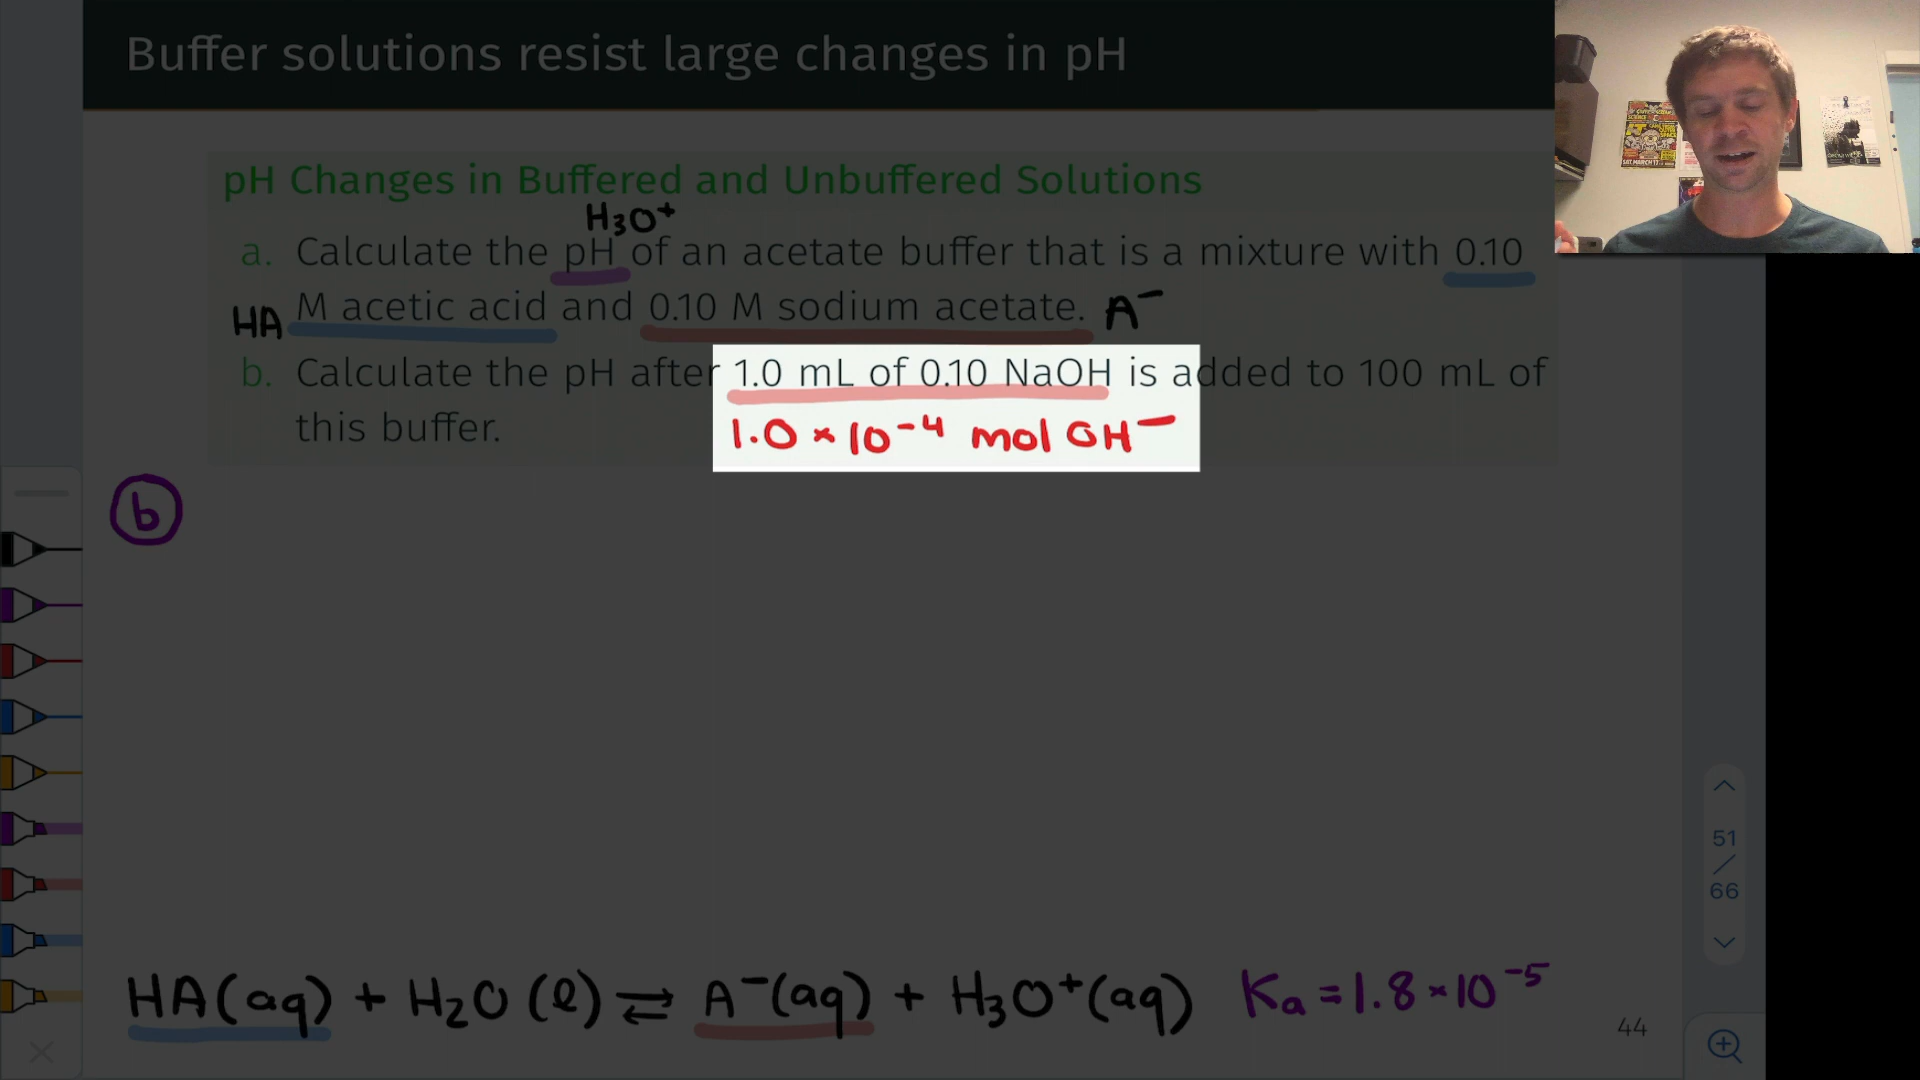 Buffer solutions resist large changes in pH
pH Changes in Buffered and Unbuffered Solutions
H₃O⁺
a. Calculate the pH of an acetate buffer that is a mixture with 0.10
HA M acetic acid and 0.10 M sodium acetate. A⁻
b. Calculate the pH after 1.0 mL of 0.10 NaOH is added to 100 mL of
this buffer. 1.0 × 10⁻⁴ mol OH⁻
b
51
/
66
HA(aq) + H₂O(l) ⇌ A⁻(aq) + H₃O⁺(aq) Ka = 1.8 × 10⁻⁵
44